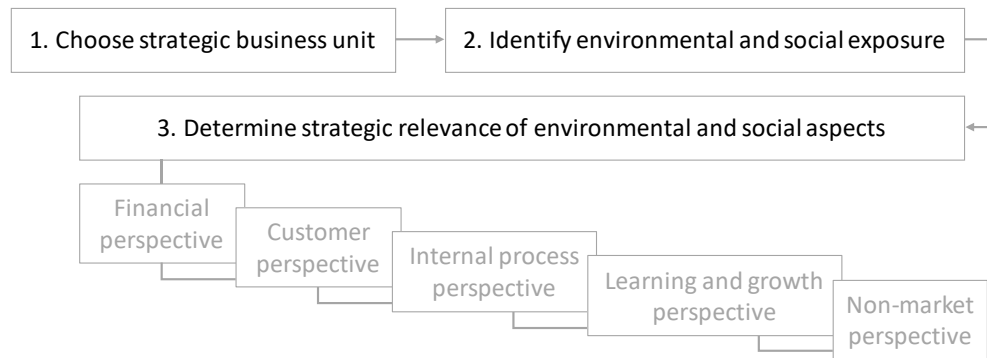 1. Choose strategic business unit
2. Identify environmental and social exposure
3. Determine strategic relevance of environmental and social aspects
Financial
perspective
Customer
perspective
Internal process
perspective
Learning and growth
perspective
Non-market
perspective